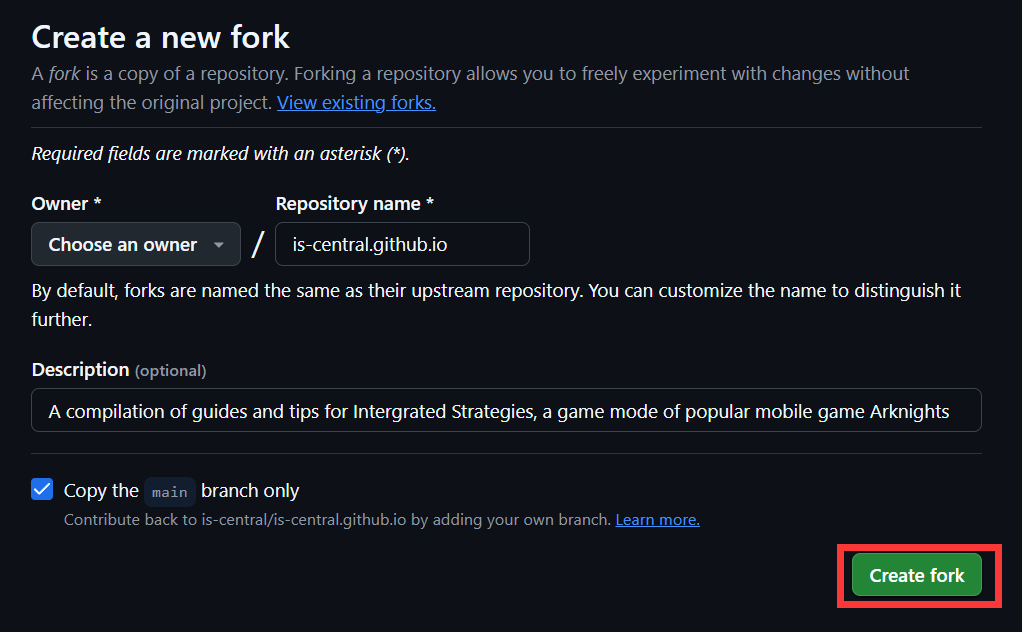 Create a new fork
A fork is a copy of a repository. Forking a repository allows you to freely experiment with changes without
affecting the original project. View existing forks.
Required fields are marked with an asterisk (*).
Owner * Repository name *
Choose an owner / is-central.github.io
By default, forks are named the same as their upstream repository. You can customize the name to distinguish it
further.
Description (optional)
A compilation of guides and tips for Intergrated Strategies, a game mode of popular mobile game Arknights
Copy the main branch only
Contribute back to is-central/is-central.github.io by adding your own branch. Learn more.
Create fork